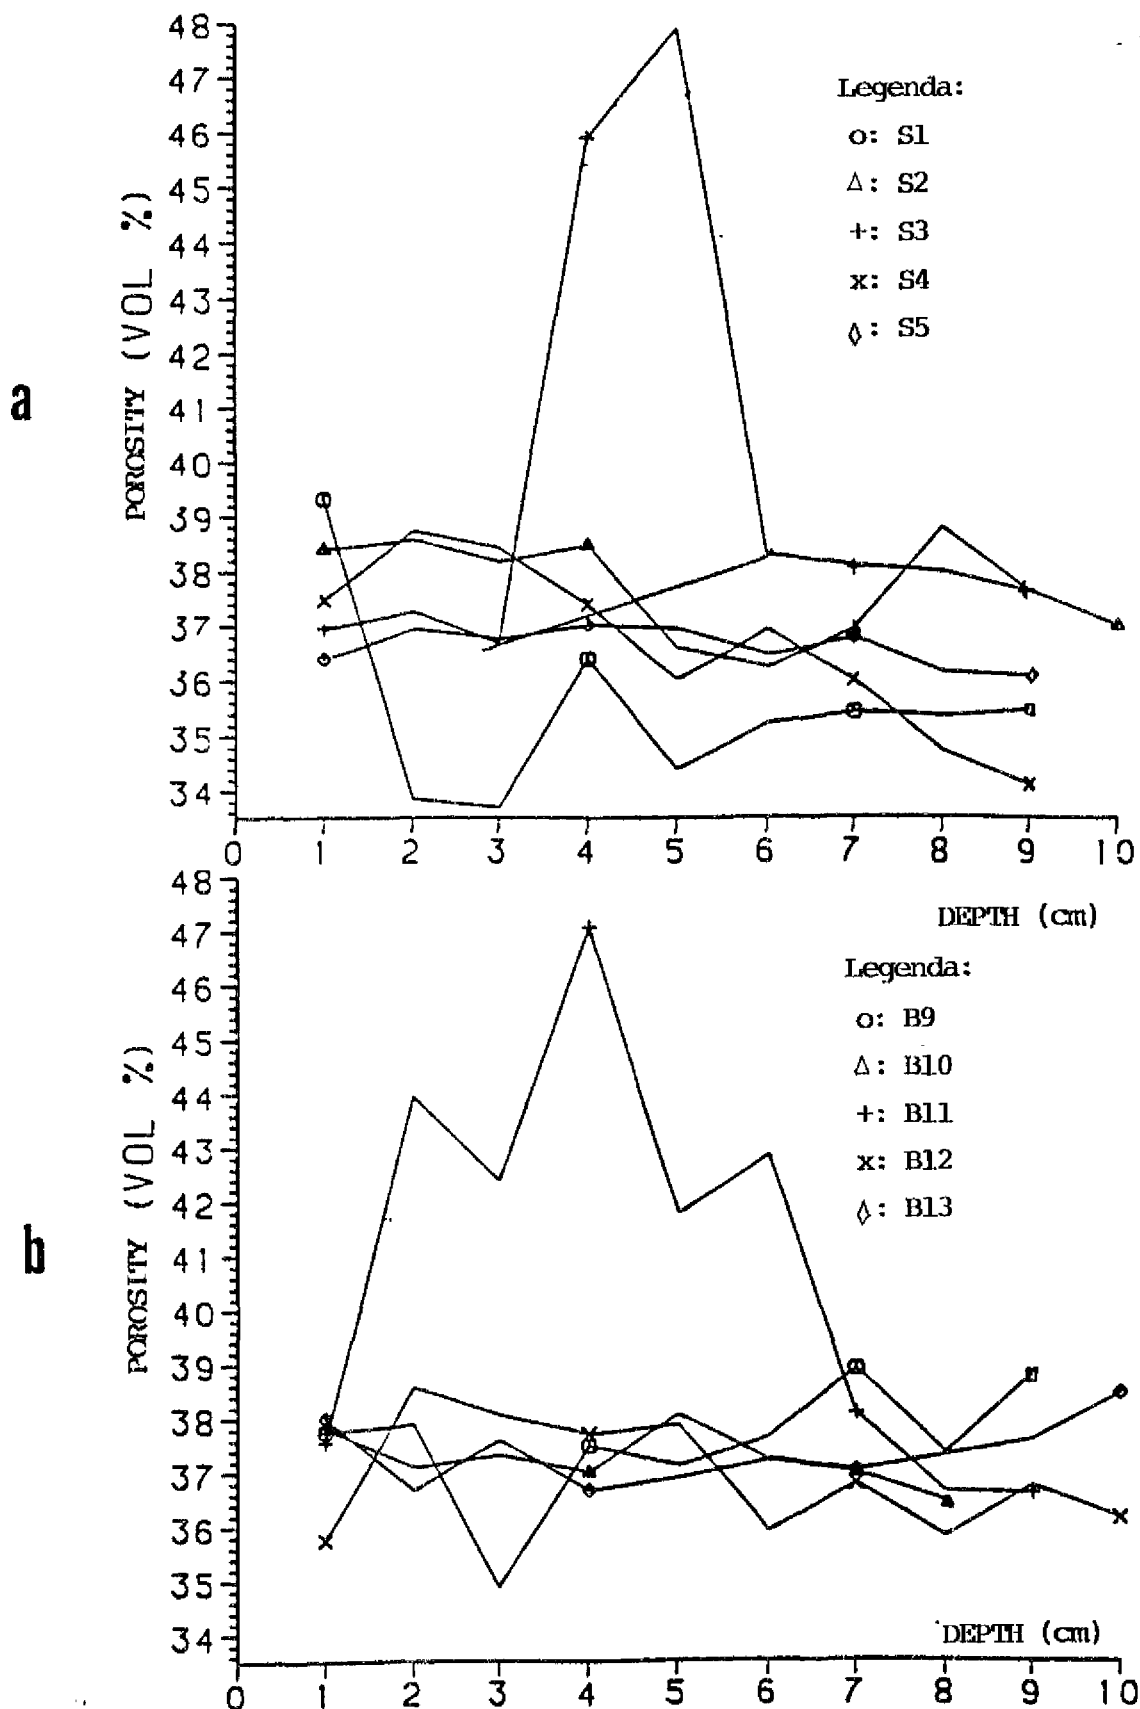 a
POROSITY (VOL %)
48
47
46
45
44
43
42
41
40
39
38
37
36
35
34
Legenda:
o: S1
Δ: S2
+: S3
x: S4
◊: S5
0 1 2 3 4 5 6 7 8 9 10
DEPTH (cm)
b
POROSITY (VOL %)
48
47
46
45
44
43
42
41
40
39
38
37
36
35
34
Legenda:
o: B9
Δ: B10
+: B11
x: B12
◊: B13
DEPTH (cm)
0 1 2 3 4 5 6 7 8 9 10